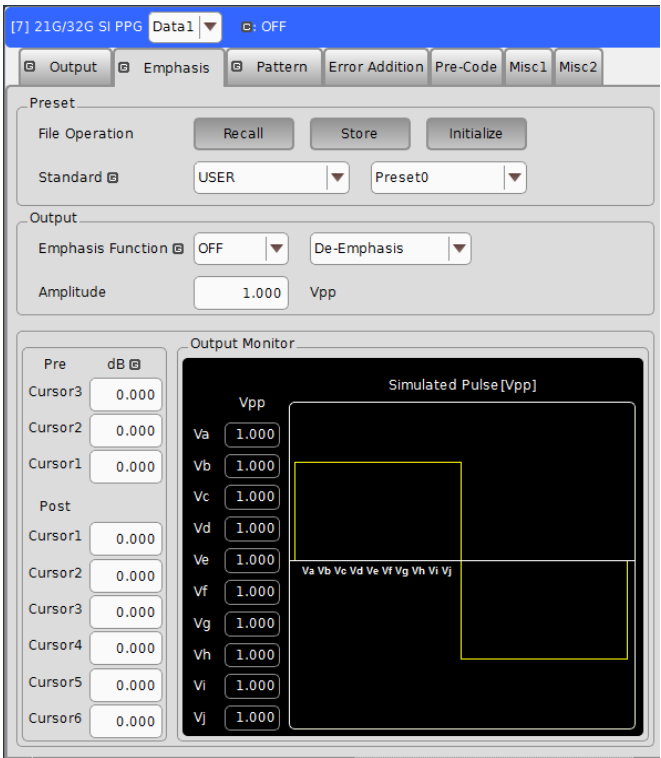 [7] 21G/32G SI PPG Data1 C: OFF
G Output G Emphasis G Pattern Error Addition Pre-Code Misc1 Misc2
Preset
File Operation Recall Store Initialize
Standard G USER Preset0
Output
Emphasis Function G OFF De-Emphasis
Amplitude 1.000 Vpp
Output Monitor
Pre dB G
Cursor3 0.000
Cursor2 0.000
Cursor1 0.000
Post
Cursor1 0.000
Cursor2 0.000
Cursor3 0.000
Cursor4 0.000
Cursor5 0.000
Cursor6 0.000
Simulated Pulse[Vpp]
Vpp
Va 1.000
Vb 1.000
Vc 1.000
Vd 1.000
Ve 1.000
Vf 1.000
Vg 1.000
Vh 1.000
Vi 1.000
Vj 1.000
Va Vb Vc Vd Ve Vf Vg Vh Vi Vj